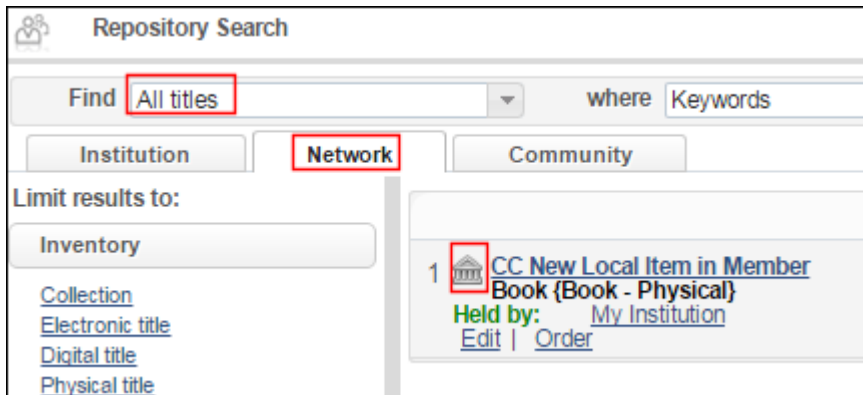 Repository Search
Find All titles where Keywords
Institution Network Community
Limit results to:
Inventory
Collection
Electronic title
Digital title
Physical title
1 CC New Local Item in Member
Book {Book - Physical}
Held by: My Institution
Edit | Order